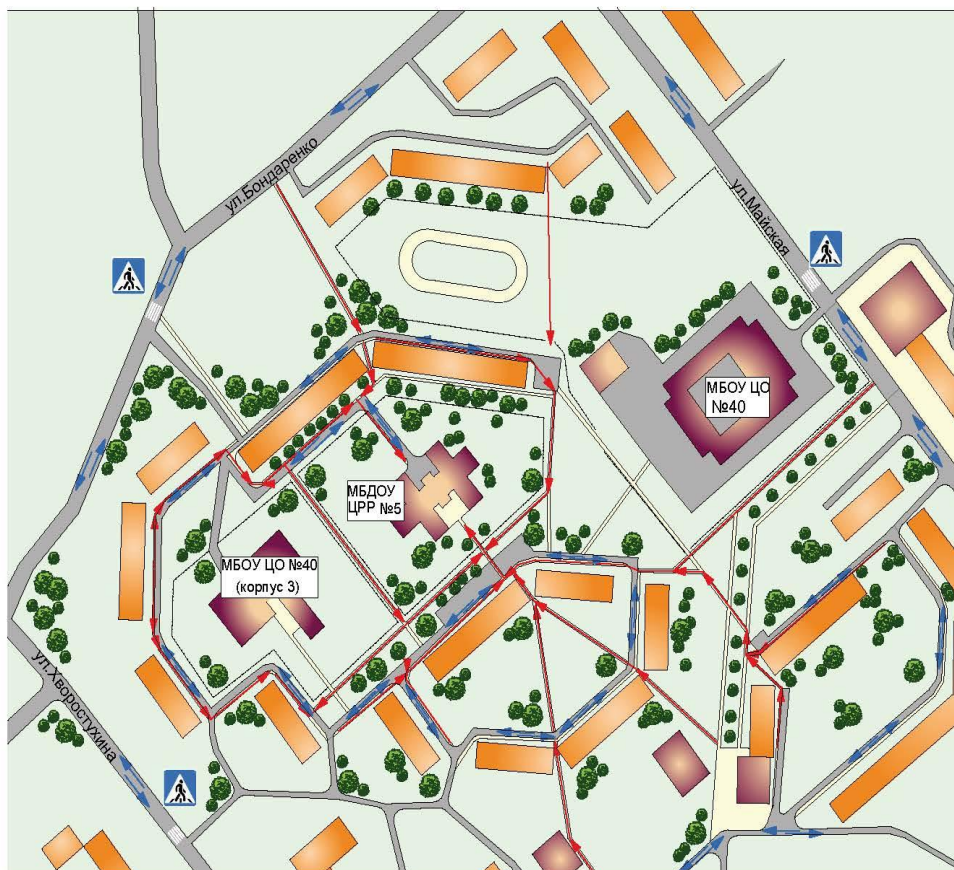 ул.Бондаренко
ул.Майская
МБОУ ЦО
№40
МБДОУ
ЦРР №5
МБОУ ЦО №40
(корпус 3)
ул.Хворостухина